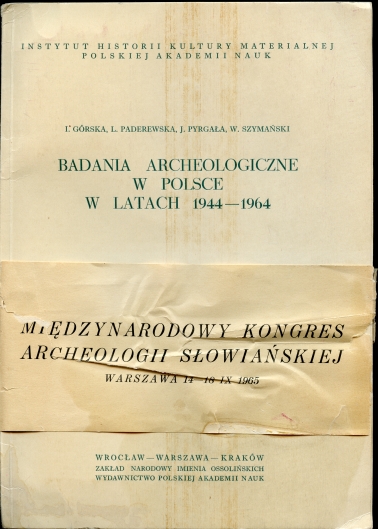 INSTYTUT HISTORII KULTURY MATERIALNEJ
POLSKIEJ AKADEMII NAUK
I. GÓRSKA, L. PADEREWSKA, J. PYRGAŁA, W. SZYMAŃSKI
BADANIA ARCHEOLOGICZNE
W POLSCE
W LATACH 1944—1964
MIĘDZYNARODOWY KONGRES
ARCHEOLOGII SŁOWIAŃSKIEJ
WARSZAWA 14–18 IX 1965
WROCŁAW—WARSZAWA—KRAKÓW
ZAKŁAD NARODOWY IMIENIA OSSOLIŃSKICH
WYDAWNICTWO POLSKIEJ AKADEMII NAUK